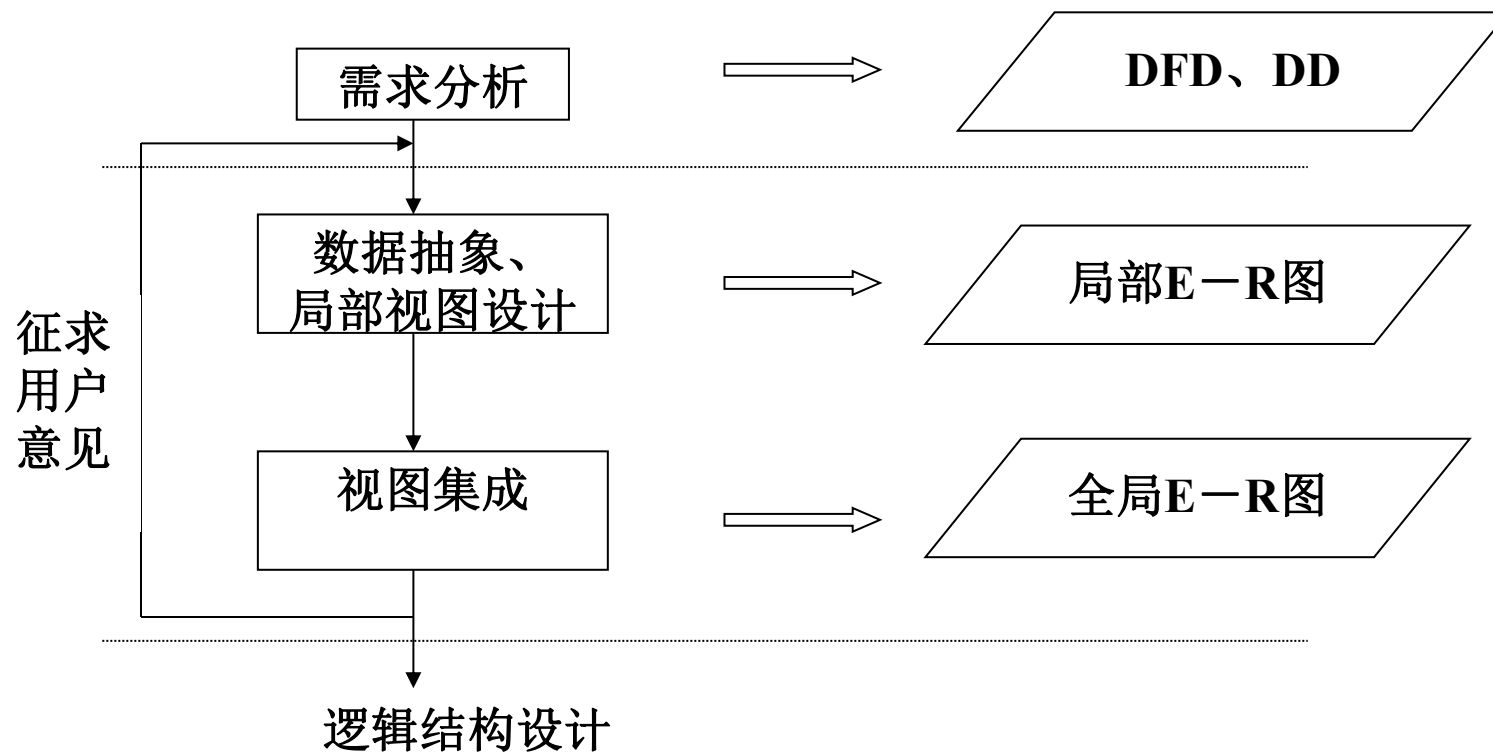 需求分析
DFD、DD
数据抽象、
局部视图设计
局部E－R图
征求
用户
意见
视图集成
全局E－R图
逻辑结构设计